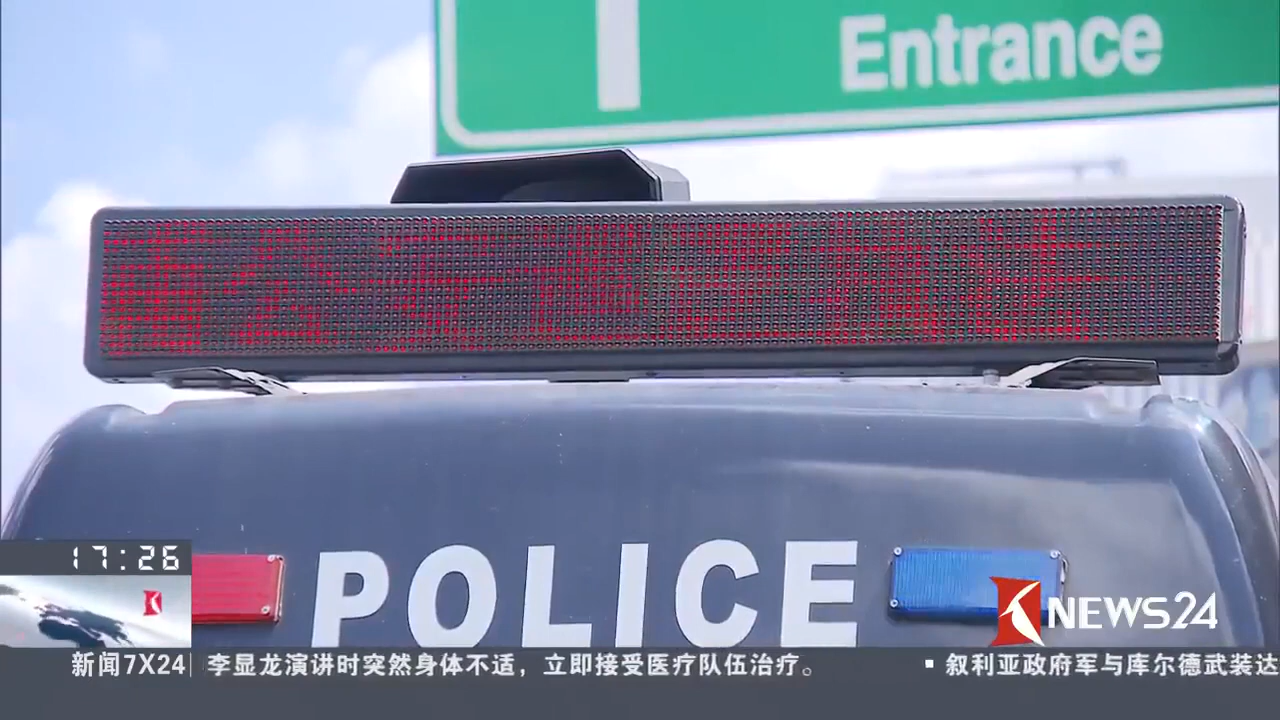 Entrance
POLICE
17:26
NEWS24
新闻7X24
李显龙演讲时突然身体不适，立即接受医疗队伍治疗。
▪ 叙利亚政府军与库尔德武装达